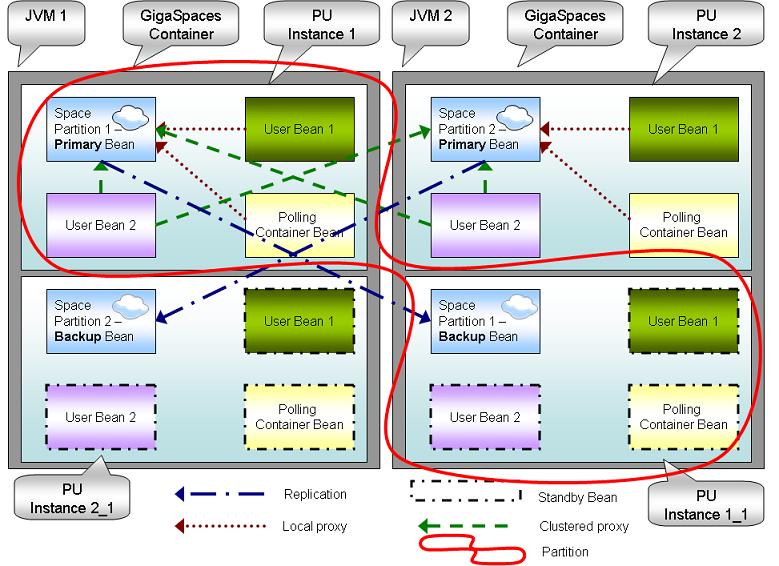 JVM 1
GigaSpaces
Container
PU
Instance 1
JVM 2
GigaSpaces
Container
PU
Instance 2
Space
Partition 1 –
Primary Bean
User Bean 1
User Bean 2
Polling
Container Bean
Space
Partition 2 –
Primary Bean
User Bean 1
User Bean 2
Polling
Container Bean
Space
Partition 2 –
Backup Bean
User Bean 1
User Bean 2
Polling
Container Bean
Space
Partition 1 –
Backup Bean
User Bean 1
User Bean 2
Polling
Container Bean
PU
Instance 2_1
PU
Instance 1_1
Replication
Local proxy
Standby Bean
Clustered proxy
Partition